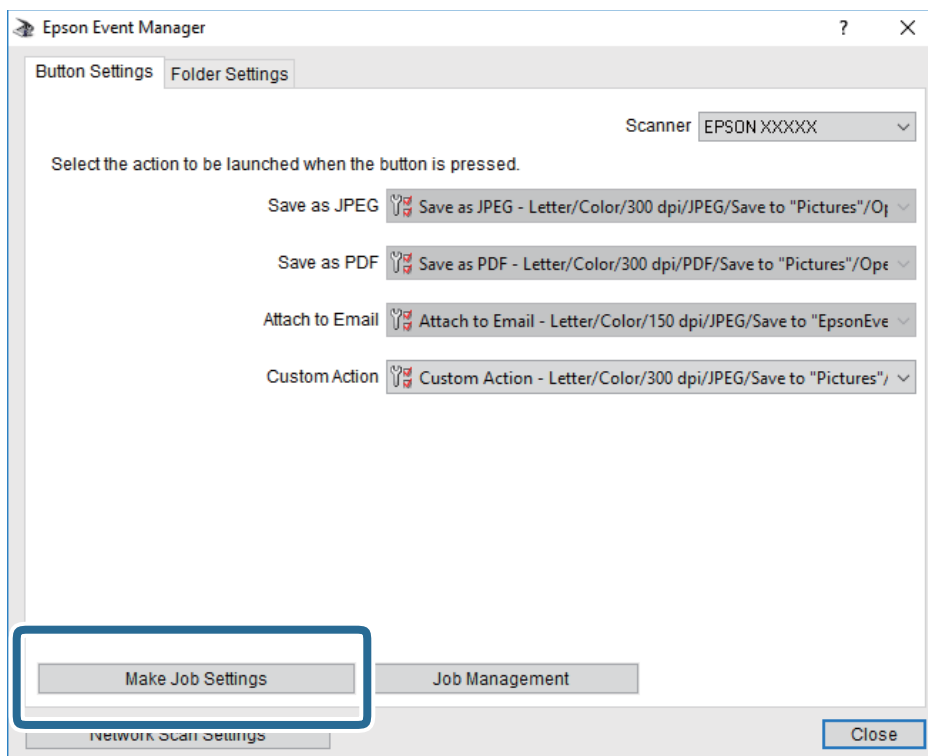 Epson Event Manager
Button Settings Folder Settings
Scanner EPSON XXXXX
Select the action to be launched when the button is pressed.
Save as JPEG Save as JPEG - Letter/Color/300 dpi/JPEG/Save to "Pictures"/Op
Save as PDF Save as PDF - Letter/Color/300 dpi/PDF/Save to "Pictures"/Ope
Attach to Email Attach to Email - Letter/Color/150 dpi/JPEG/Save to "EpsonEve
Custom Action Custom Action - Letter/Color/300 dpi/JPEG/Save to "Pictures"/
Make Job Settings Job Management
Network Scan Settings Close